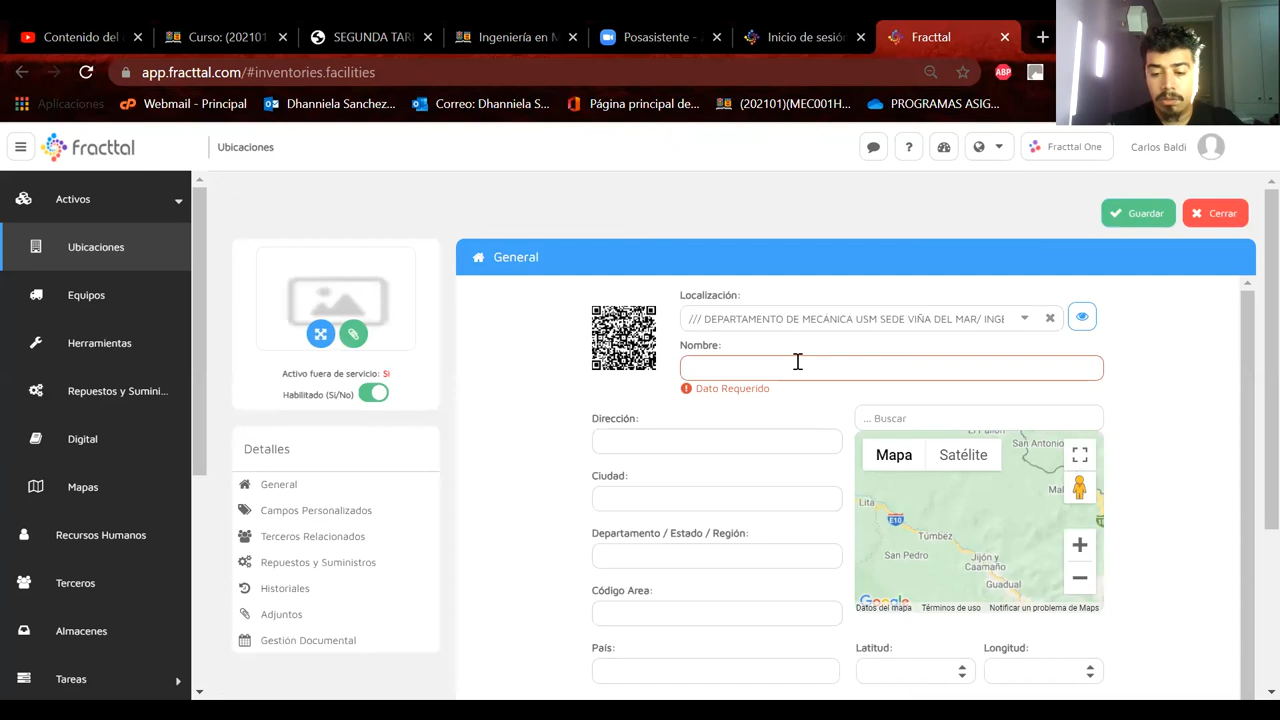 Contenido del
Curso: (202101
SEGUNDA TAR
Ingeniería en M
Posasistente -
Inicio de sesió
Fracttal
app.fracttal.com/#inventories.facilities
ABP
Aplicaciones
Webmail - Principal
Dhanniela Sanchez...
Correo: Dhanniela S...
Página principal de...
(202101)(MEC001H...
PROGRAMAS ASIG...
fracttal
Ubicaciones
Fracttal One
Carlos Baldi
Activos
Ubicaciones
Equipos
Herramientas
Repuestos y Sumini...
Digital
Mapas
Recursos Humanos
Terceros
Almacenes
Tareas
Guardar
Cerrar
Activo fuera de servicio: Si
Habilitado (Si/No)
Detalles
General
Campos Personalizados
Terceros Relacionados
Repuestos y Suministros
Historiales
Adjuntos
Gestión Documental
General
Localización:
/// DEPARTAMENTO DE MECÁNICA USM SEDE VIÑA DEL MAR/ INGE
Nombre:
Dato Requerido
Dirección:
Ciudad:
Departamento / Estado / Región:
Código Area:
País:
... Buscar
Mapa
Satélite
San Antonio
Lita
E10
Túmbez
San Pedro
Jijón y
Caamaño
Guadual
Google
Datos del mapa
Términos de uso
Notificar un problema de Maps
Latitud:
Longitud: